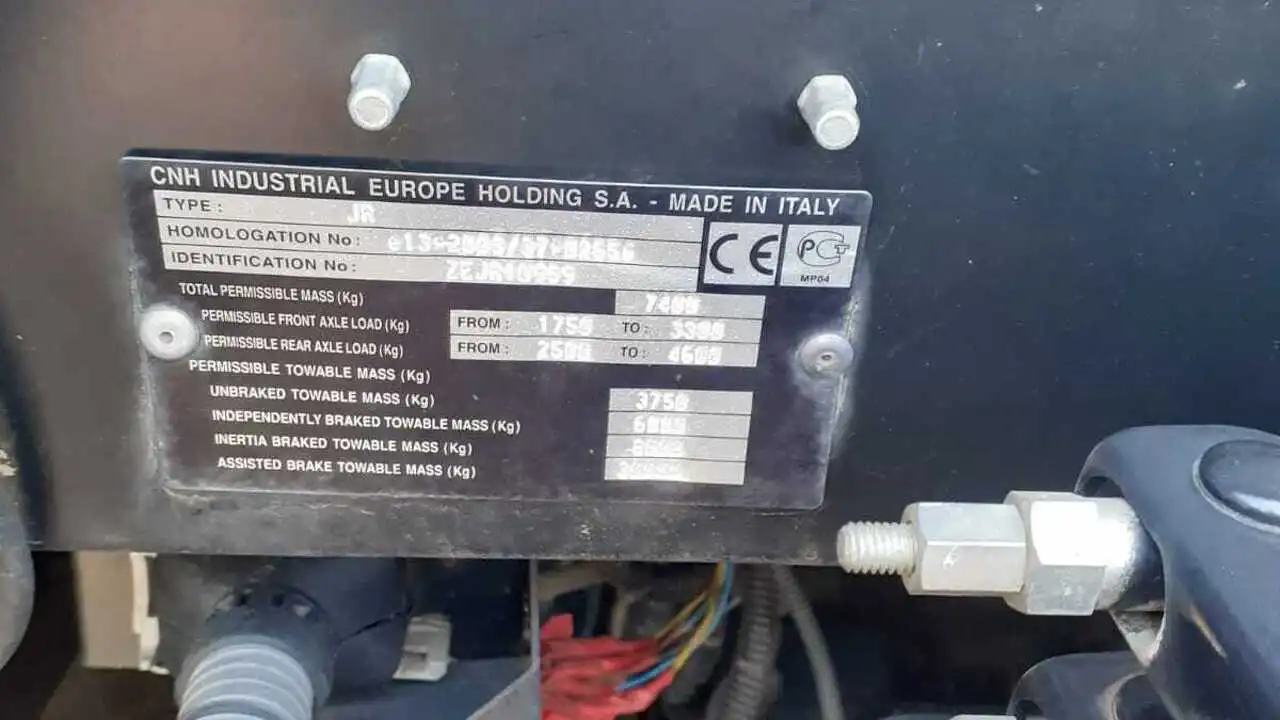 CNH INDUSTRIAL EUROPE HOLDING S.A. - MADE IN ITALY
TYPE : JR
HOMOLOGATION No :
IDENTIFICATION No : ZEJR10959
CE PCT
MP04
TOTAL PERMISSIBLE MASS (Kg) 7400
PERMISSIBLE FRONT AXLE LOAD (Kg) FROM : 1750 TO : 3300
PERMISSIBLE REAR AXLE LOAD (Kg) FROM : 2500 TO : 4600
PERMISSIBLE TOWABLE MASS (Kg)
UNBRAKED TOWABLE MASS (Kg) 3750
INDEPENDENTLY BRAKED TOWABLE MASS (Kg) 6000
INERTIA BRAKED TOWABLE MASS (Kg)
ASSISTED BRAKE TOWABLE MASS (Kg)